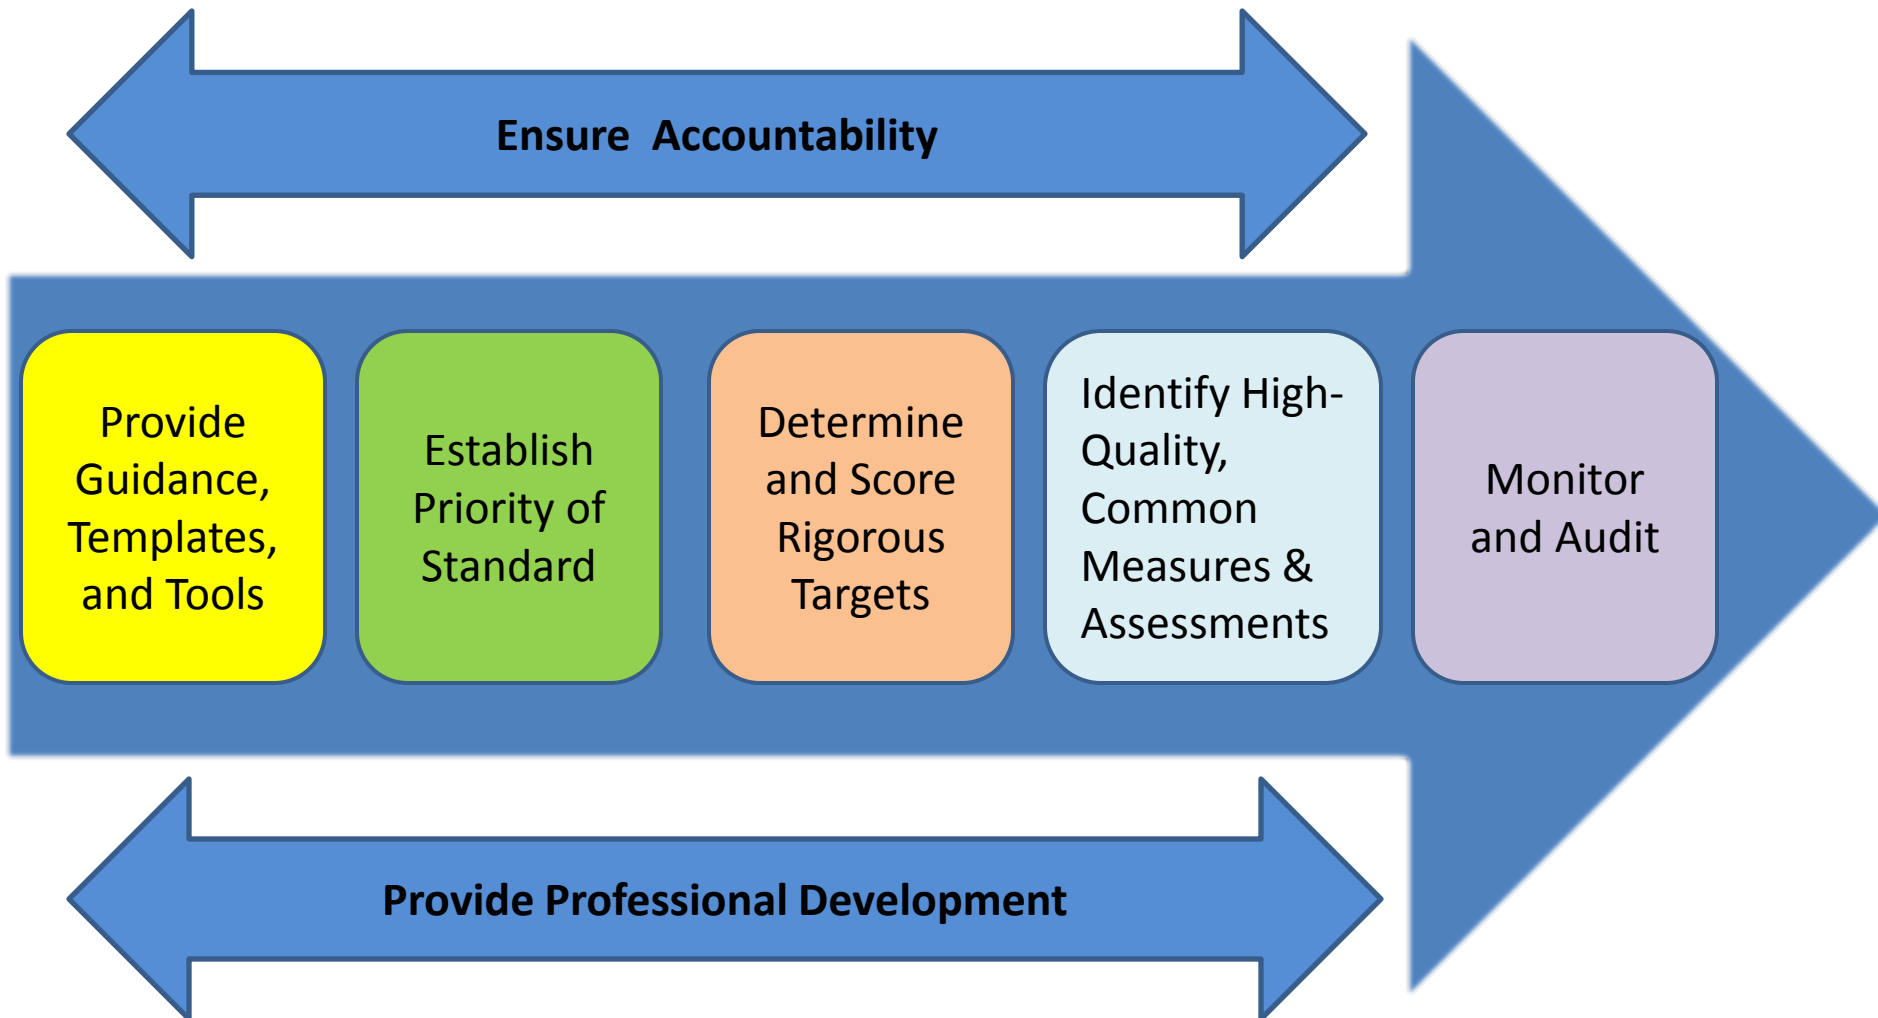 Ensure  Accountability
Provide
Guidance,
Templates,
and Tools
Establish
Priority of
Standard
Determine
and Score
Rigorous
Targets
Identify High-
Quality,
Common
Measures &
Assessments
Monitor
and Audit
Provide Professional Development